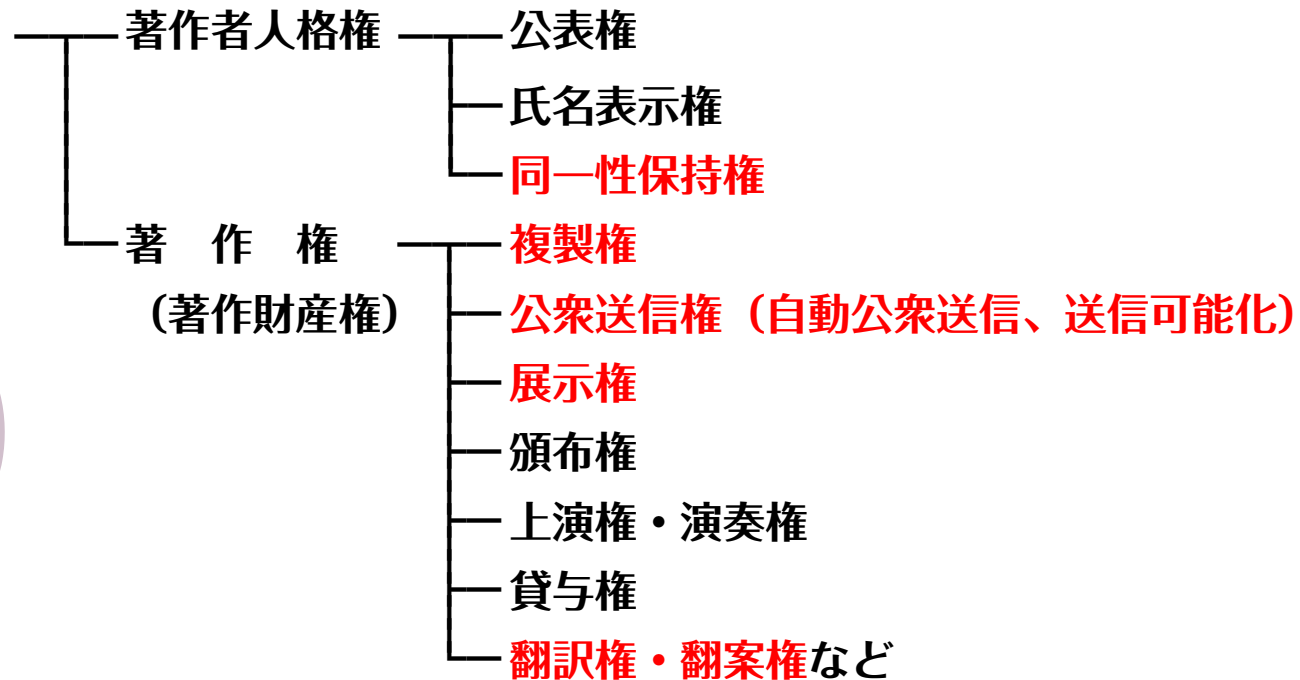 著作者人格権 公表権
氏名表示権
同一性保持権
著　作　権 複製権
（著作財産権） 公衆送信権（自動公衆送信、送信可能化）
展示権
頒布権
上演権・演奏権
貸与権
翻訳権・翻案権など